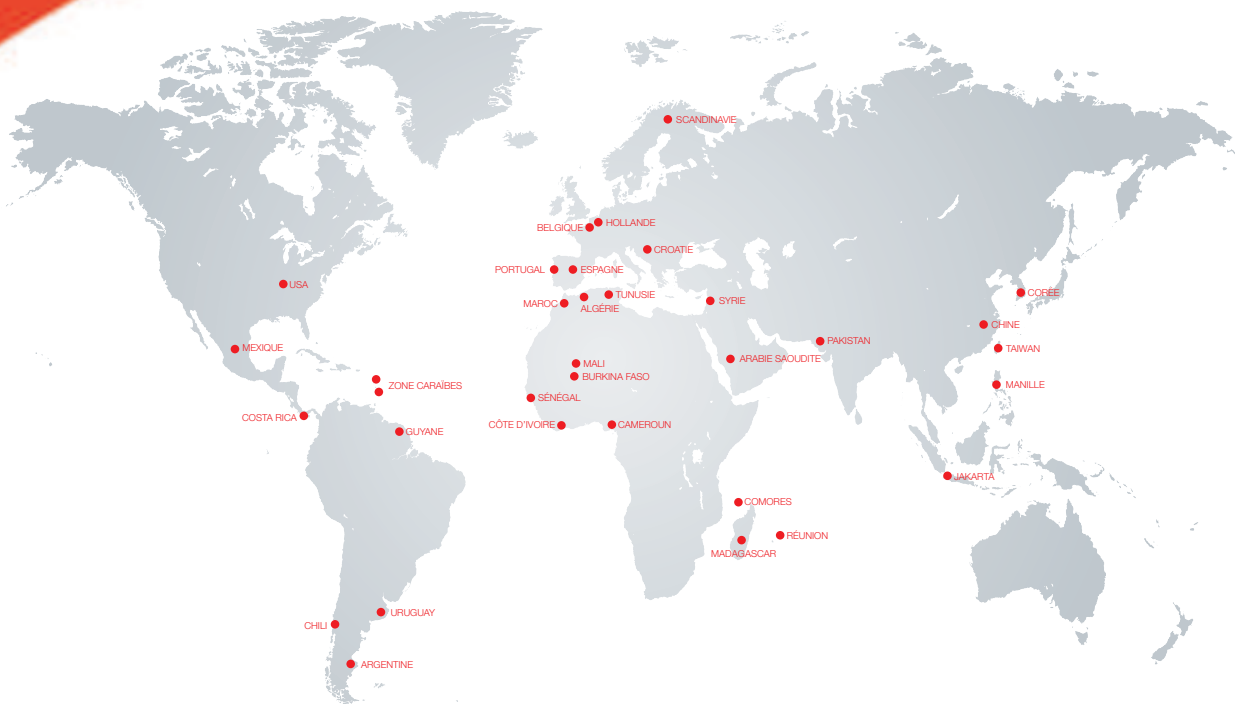 SCANDINAVIE
HOLLANDE
BELGIQUE
CROATIE
PORTUGAL
ESPAGNE
USA
TUNUSIE
MAROC
ALGÉRIE
SYRIE
CORÉE
CHINE
MEXIQUE
PAKISTAN
TAIWAN
ARABIE SAOUDITE
MALI
BURKINA FASO
ZONE CARAÏBES
MANILLE
SÉNÉGAL
COSTA RICA
CÔTE D'IVOIRE
CAMEROUN
GUYANE
JAKARTA
COMORES
RÉUNION
MADAGASCAR
URUGUAY
CHILI
ARGENTINE